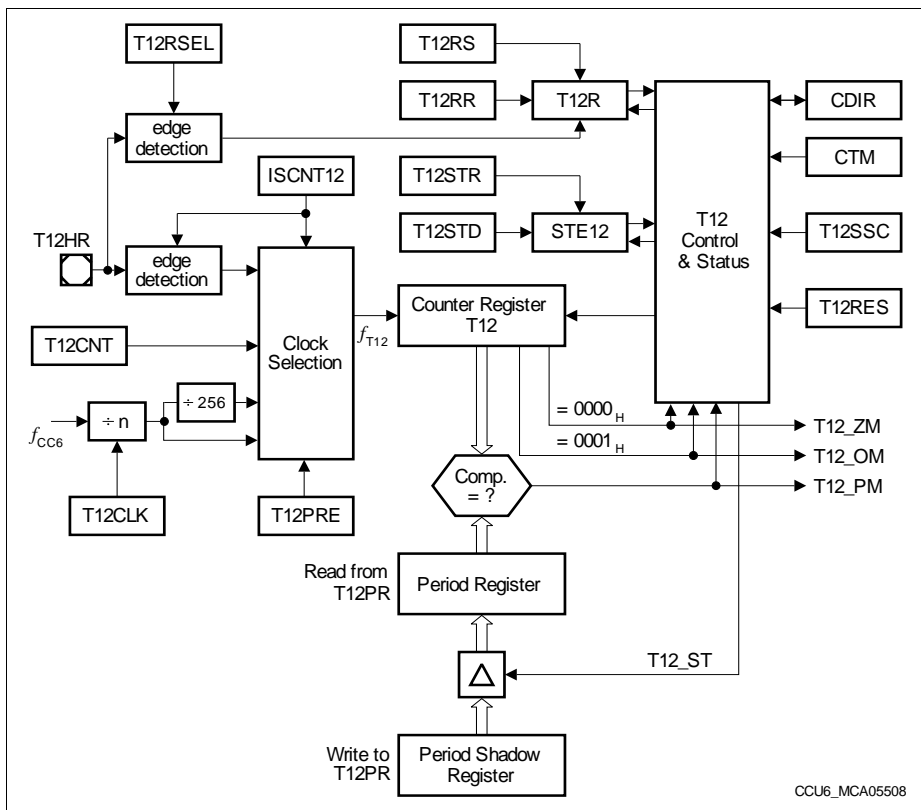 T12RSEL
T12RS
T12RR
T12R
CDIR
edge
detection
CTM
ISCNT12
T12STR
T12
Control
& Status
T12HR
T12STD
STE12
T12SSC
edge
detection
Counter Register
T12
T12RES
fT12
T12CNT
Clock
Selection
÷ 256
÷ n
fCC6
= 0000H
T12_ZM
= 0001H
T12_OM
Comp.
= ?
T12_PM
T12CLK
T12PRE
Read from
T12PR
Period Register
T12_ST
Δ
Write to
T12PR
Period Shadow
Register
CCU6_MCA05508